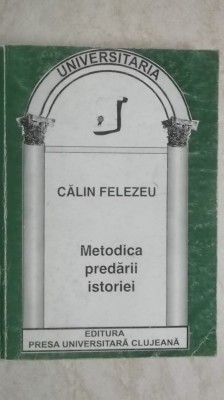 UNIVERSITARIA
CĂLIN FELEZEU
Metodica
predării
istoriei
EDITURA
PRESA UNIVERSITARĂ CLUJEANĂ